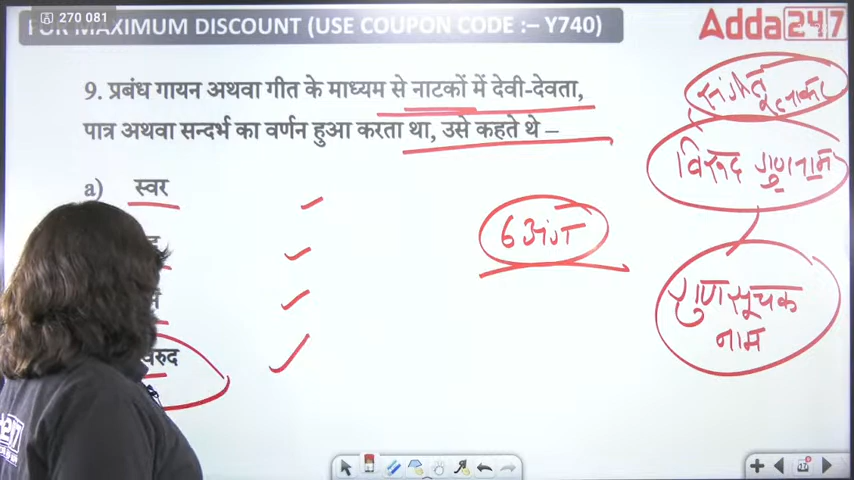 270 081
FOR MAXIMUM DISCOUNT (USE COUPON CODE :– Y740)
Adda247
9. प्रबंध गायन अथवा गीत के माध्यम से नाटकों में देवी-देवता,
पात्र अथवा सन्दर्भ का वर्णन हुआ करता था, उसे कहते थे –
a) स्वर
6 अंग
विरूद गुणनाम
गुणसूचक
नाम